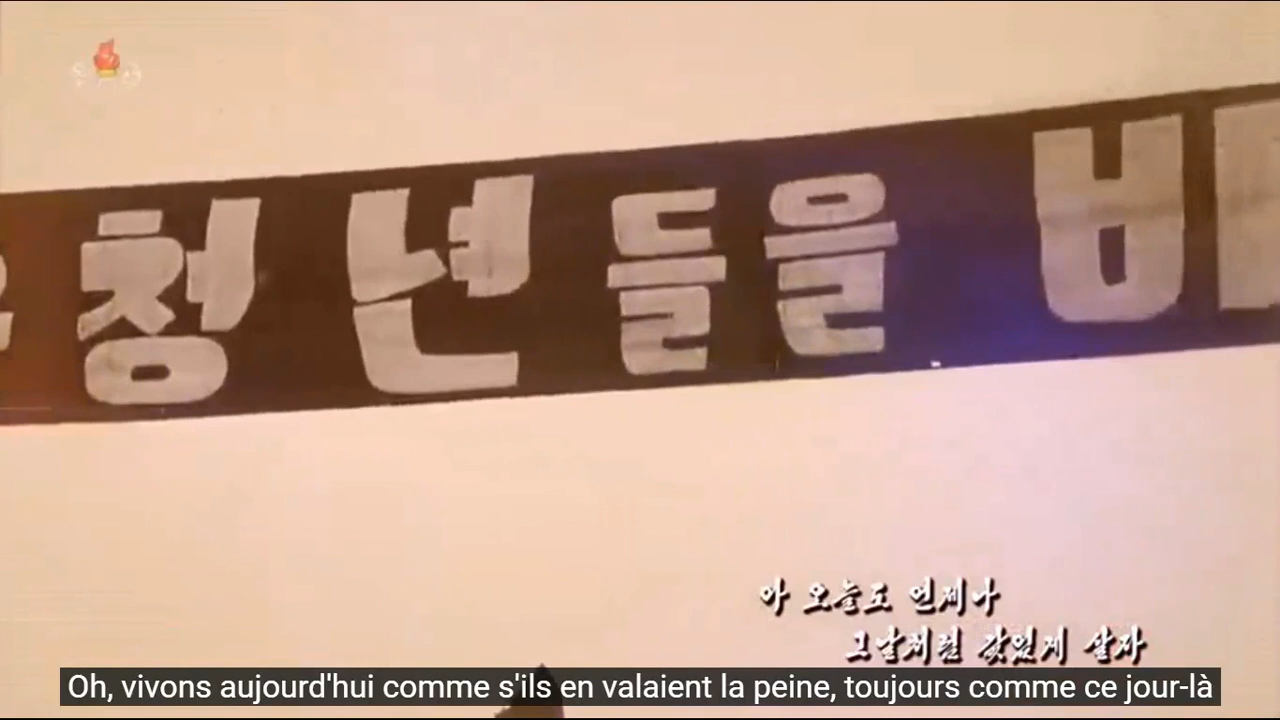 청년들을
아 오늘도 언제나
그날처럼 값있게 살자
Oh, vivons aujourd'hui comme s'ils en valaient la peine, toujours comme ce jour-là